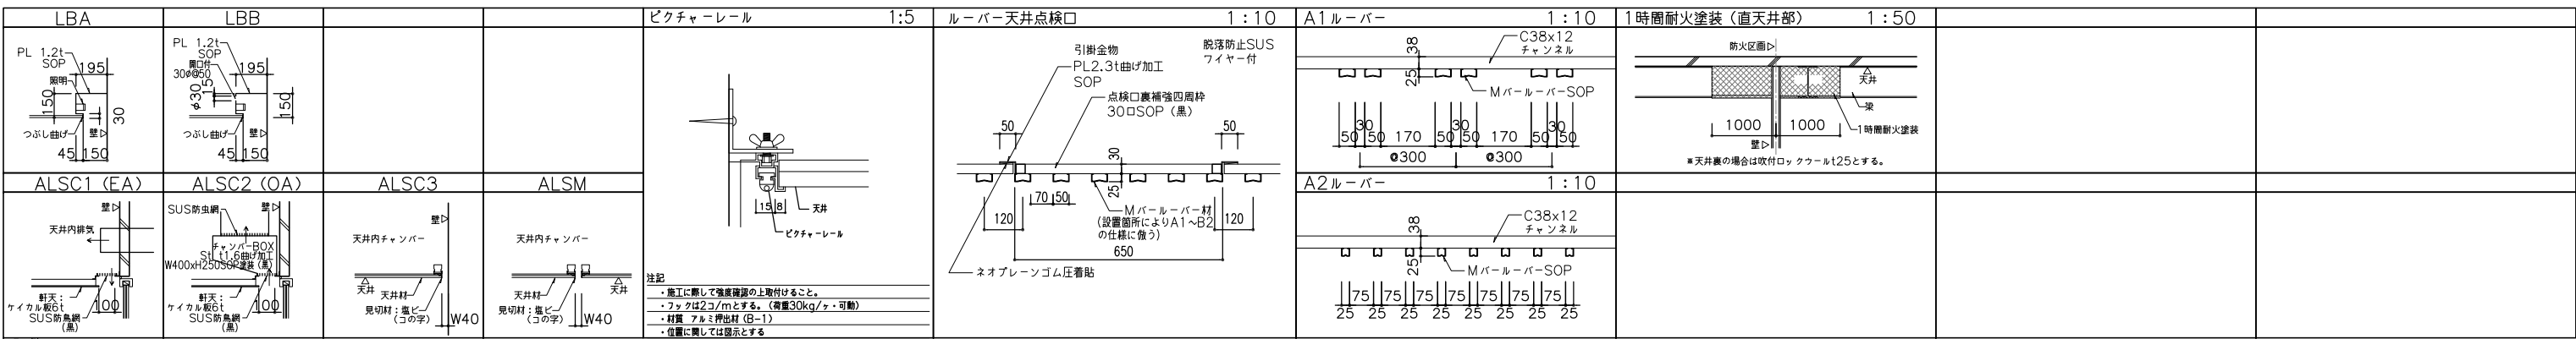 LBA
PL 1.2t
SOP
照明
195
150
30
つぶし曲げ
壁
45 150
LBB
PL 1.2t
SOP
開口付
30φ@50
195
φ30
15
150
つぶし曲げ
壁
45 150
ALSC1 (EA)
壁
天井内排気
軒天：
ケイカル板6t
100
SUS防鳥網
(黒)
ALSC2 (OA)
SUS防虫網
壁
チャンバーBOX
St t1.6曲げ加工
W400xH250SOP塗装（黒）
軒天：
ケイカル板6t
100
SUS防鳥網
(黒)
ALSC3
壁
天井内チャンバー
天井
天井材
見切材：塩ビ
(コの字)
W40
ALSM
天井内チャンバー
天井材
天井
見切材：塩ビ
(コの字)
W40
ピクチャーレール 1:5
15 8
天井
ピクチャーレール
注記
・施工に際して強度確認の上取付けること。
・フックは2コ/mとする。（荷重30kg/ヶ・可動）
・材質 アルミ押出材 (B-1)
・位置に関しては図示とする
ルーバー天井点検口 1：10
引掛金物
PL2.3t曲げ加工
SOP
脱落防止SUS
ワイヤー付
点検口裏補強四周枠
30ロSOP（黒）
50
50
30
25
70 50
120
120
Mバールーバー材
(設置箇所によりA1～B2
の仕様に倣う)
650
ネオプレーンゴム圧着貼
A1ルーバー 1：10
38
25
C38x12
チャンネル
MバールーバーSOP
30 30 30
50 50 170 50 50 170 50 50
@300 @300
A2ルーバー 1：10
38
25
C38x12
チャンネル
MバールーバーSOP
75 75 75 75 75 75 75
25 25 25 25 25 25 25 25
1時間耐火塗装（直天井部） 1：50
防火区画
天井
梁
1000 1000
1時間耐火塗装
壁
※天井裏の場合は吹付ロックウールt25とする。